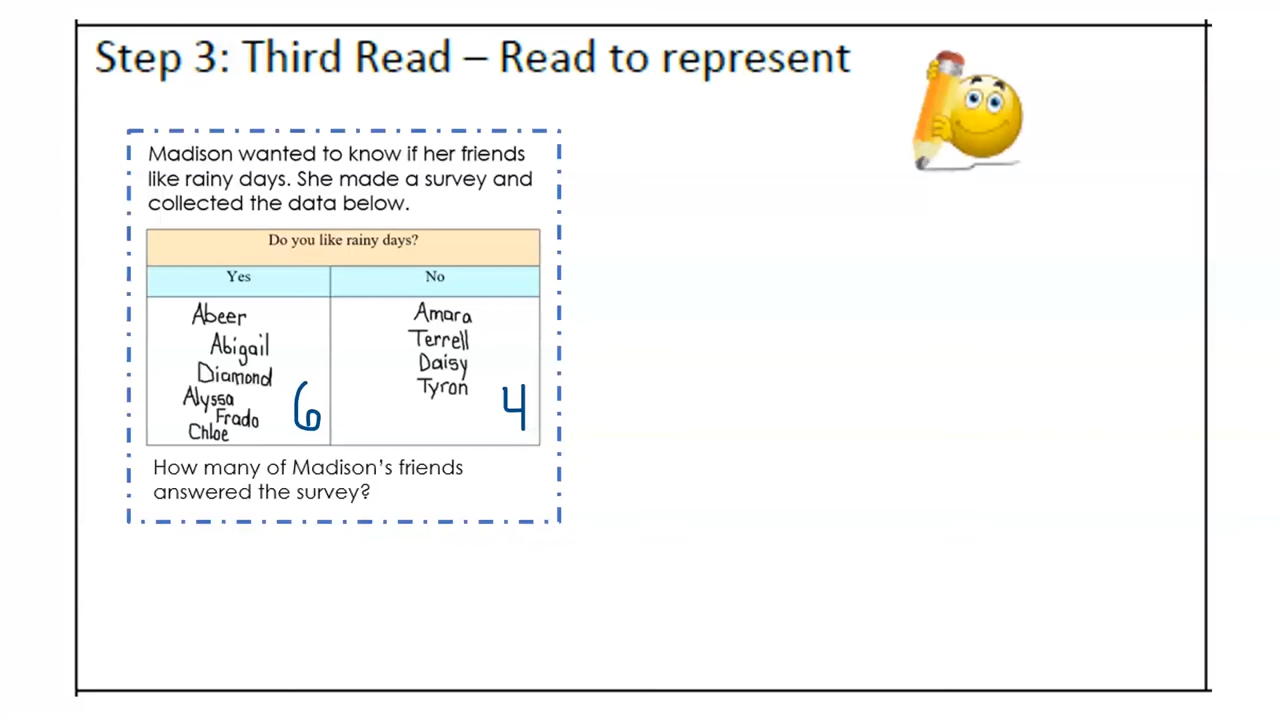 Step 3: Third Read – Read to represent
Madison wanted to know if her friends
like rainy days. She made a survey and
collected the data below.
Do you like rainy days?
Yes
No
Abeer
Abigail
Diamond
Alyssa
Frado
Chloe
6
Amara
Terrell
Daisy
Tyron
4
How many of Madison's friends
answered the survey?